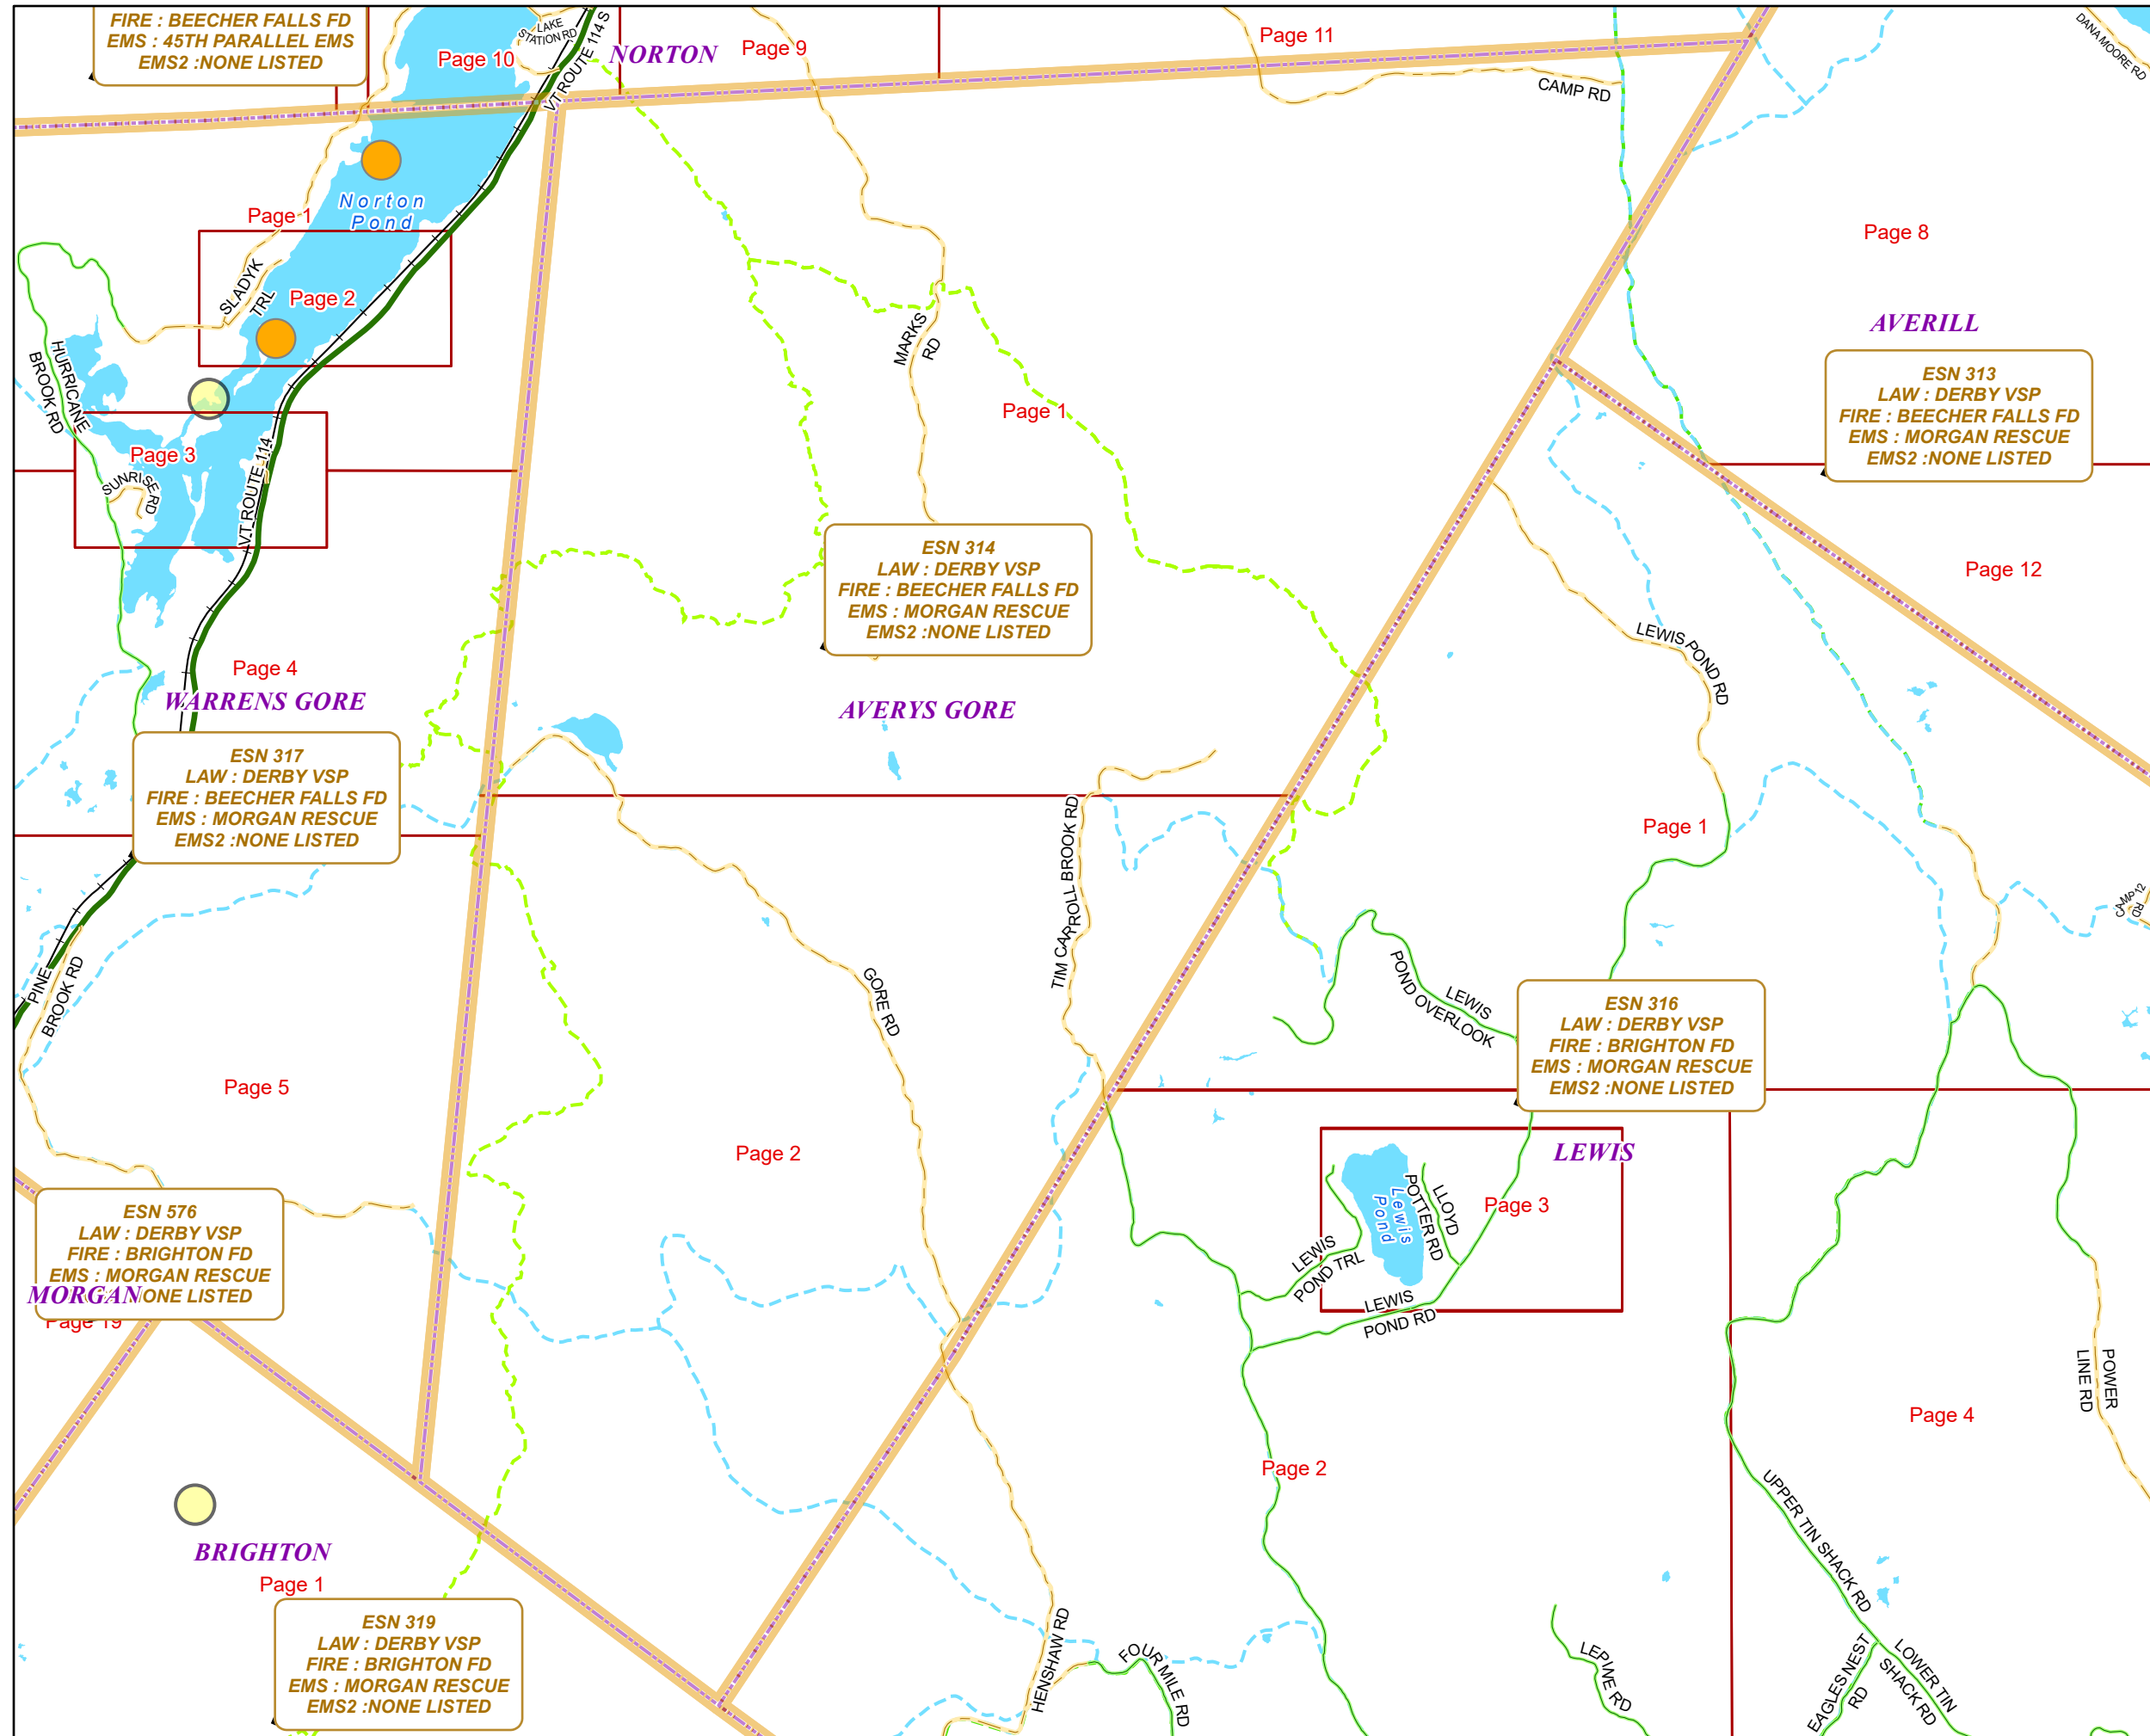 FIRE : BEECHER FALLS FD
EMS : 45TH PARALLEL EMS
EMS2 :NONE LISTED
LAKE
STATION RD
VT ROUTE 114 S
NORTON
Page 10
Page 9
Page 11
CAMP RD
DANA MOORE RD
Norton
Pond
Page 1
SLADYK
TRL
Page 2
HURRICANE
BROOK RD
Page 3
SUNRISE
RD
VT ROUTE 114
MARKS
RD
Page 1
Page 8
AVERILL
ESN 313
LAW : DERBY VSP
FIRE : BEECHER FALLS FD
EMS : MORGAN RESCUE
EMS2 :NONE LISTED
ESN 314
LAW : DERBY VSP
FIRE : BEECHER FALLS FD
EMS : MORGAN RESCUE
EMS2 :NONE LISTED
Page 12
LEWIS POND RD
Page 4
WARRENS GORE
AVERYS GORE
ESN 317
LAW : DERBY VSP
FIRE : BEECHER FALLS FD
EMS : MORGAN RESCUE
EMS2 :NONE LISTED
TIM CARROLL BROOK RD
Page 1
CAMP 12
RD
PINE
BROOK RD
GORE RD
LEWIS
POND OVERLOOK
ESN 316
LAW : DERBY VSP
FIRE : BRIGHTON FD
EMS : MORGAN RESCUE
EMS2 :NONE LISTED
Page 5
Page 2
LEWIS
Page 3
Lewis
Pond
LLOYD
POTTER RD
LEWIS
POND TRL
LEWIS
POND RD
ESN 576
LAW : DERBY VSP
FIRE : BRIGHTON FD
EMS : MORGAN RESCUE
ONE LISTED
MORGAN
Page 19
POWER
LINE RD
Page 4
Page 2
UPPER TIN SHACK RD
BRIGHTON
Page 1
ESN 319
LAW : DERBY VSP
FIRE : BRIGHTON FD
EMS : MORGAN RESCUE
EMS2 :NONE LISTED
HENSHAW RD
FOUR MILE RD
LEPIWE RD
EAGLES NEST
RD
LOWER TIN
SHACK RD